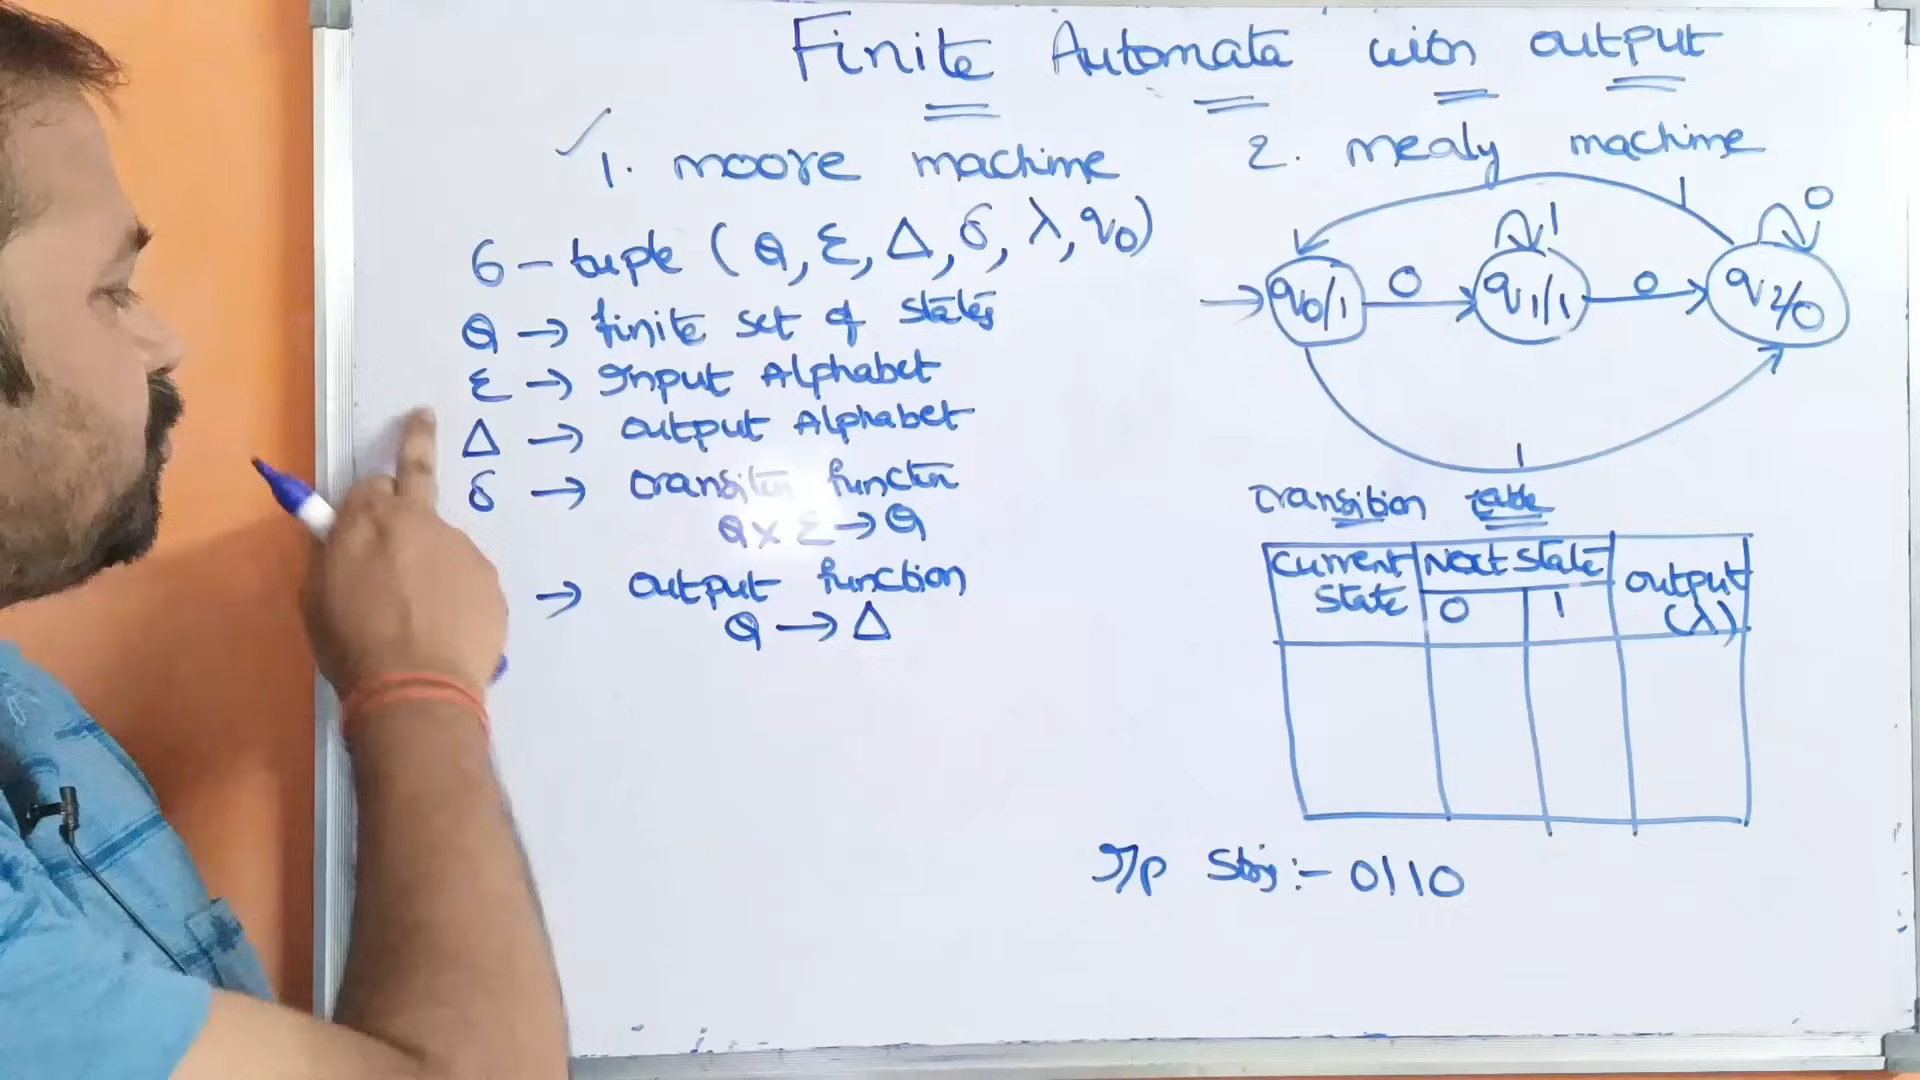 Finite Automata with output
1. moore machine
2. mealy machine
6 - tuple (Q, Σ, Δ, δ, λ, q0)
Q → finite set of states
Σ → Input Alphabet
Δ → output Alphabet
δ → transition function
Q × Σ → Q
→ output function
Q → Δ
1
1
0
q0/1
0
q1/1
0
q2/0
1
Transition table
current state
Next state
output (λ)
0
1
I/p :- 0110